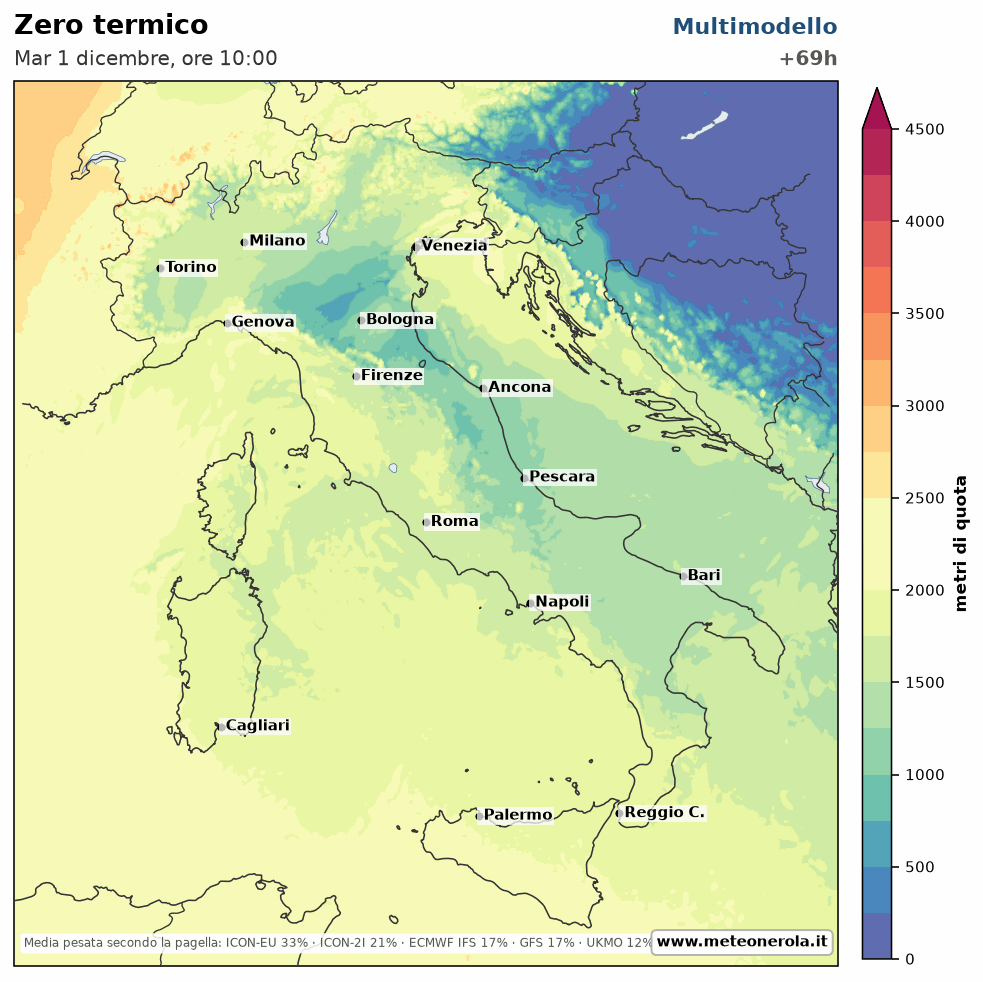 Zero termico
Multimodello
Mar 1 dicembre, ore 10:00
+69h
4500
4000
3500
3000
2500
2000
1500
1000
500
0
metri di quota
Milano
Venezia
Torino
Genova
Bologna
Firenze
Ancona
Pescara
Roma
Bari
Napoli
Cagliari
Palermo
Reggio C.
Media pesata secondo la pagella: ICON-EU 33% · ICON-2I 21% · ECMWF IFS 17% · GFS 17% · UKMO 12%
www.meteonerola.it